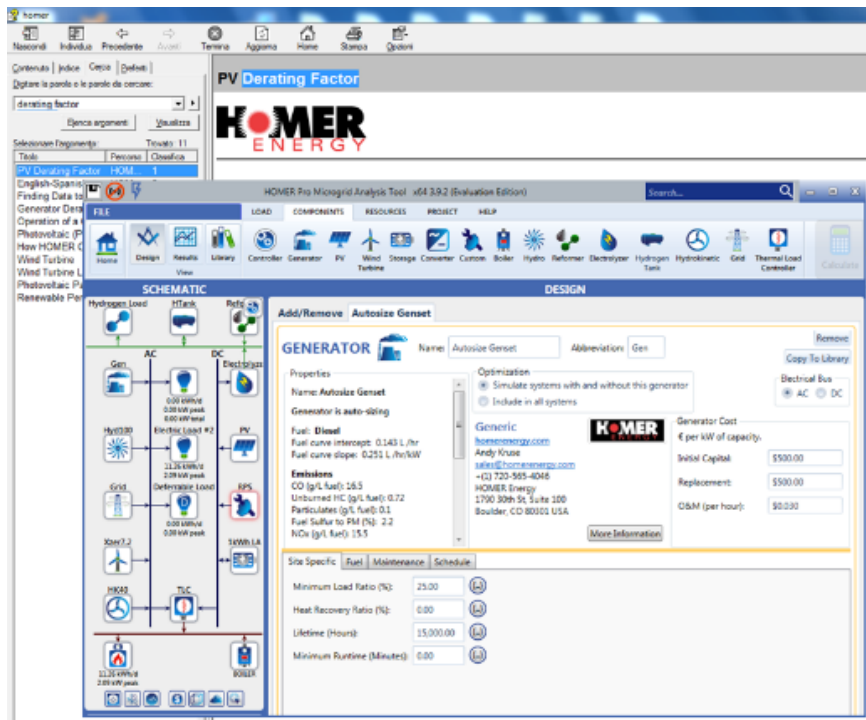 homer
Nascondi Individua Precedente Avanti Termina Aggiorna Home Stampa Opzioni
Contenuto Indice Cerca Preferiti
Digitare la parola o le parole da cercare:
derating factor
Elenca argomenti Visualizza
Selezionare l'argomento: Trovato: 11
Titolo Percorso Classifica
PV Derating Factor HOM... 1
English-Spanis
Finding Data to
Generator Dera
Operation of a
Photovoltaic (P
How HOMER C
Wind Turbine
Wind Turbine L
Photovoltaic Pa
Renewable Pen
PV Derating Factor
HOMER
ENERGY
HOMER Pro Microgrid Analysis Tool x64 3.9.2 (Evaluation Edition)
Search...
FILE LOAD COMPONENTS RESOURCES PROJECT HELP
Home Design Results Library Controller Generator PV Wind Turbine Storage Converter Custom Boiler Hydro Reformer Electrolyzer Hydrogen Tank Hydrokinetic Grid Thermal Load Controller Calculate
View
SCHEMATIC
Hydrogen Load HTank Refo
AC DC
Gen Electrolyze
0.00 kWh/d
0.00 kW peak
0.00 kW total
Hyd100 Electric Load #2 PV
11.26 kWh/d
2.09 kW peak
Grid Deferrable Load RPS
0.00 kWh/d
0.00 kW peak
Xzer7.2 1kWh LA
HK40 TLC
11.26 kWh/d
2.09 kW peak
BOILER
DESIGN
Add/Remove Autosize Genset
GENERATOR Name: Autosize Genset Abbreviation: Gen
Remove
Copy To Library
Properties
Name: Autosize Genset
Generator is auto-sizing
Fuel: Diesel
Fuel curve intercept: 0.143 L/hr
Fuel curve slope: 0.251 L/hr/kW
Emissions
CO (g/L fuel): 16.5
Unburned HC (g/L fuel): 0.72
Particulates (g/L fuel): 0.1
Fuel Sulfur to PM (%): 2.2
NOx (g/L fuel): 15.5
Optimization
Simulate systems with and without this generator
Include in all systems
Electrical Bus
AC DC
Generic
homerenergy.com
Andy Kruse
sales@homerenergy.com
+(1) 720-565-4046
HOMER Energy
1790 30th St, Suite 100
Boulder, CO 80301 USA
HOMER
ENERGY
More Information
Generator Cost
€ per kW of capacity.
Initial Capital: $500.00
Replacement: $500.00
O&M (per hour): $0.030
Site Specific Fuel Maintenance Schedule
Minimum Load Ratio (%): 25.00
Heat Recovery Ratio (%): 0.00
Lifetime (Hours): 15,000.00
Minimum Runtime (Minutes): 0.00